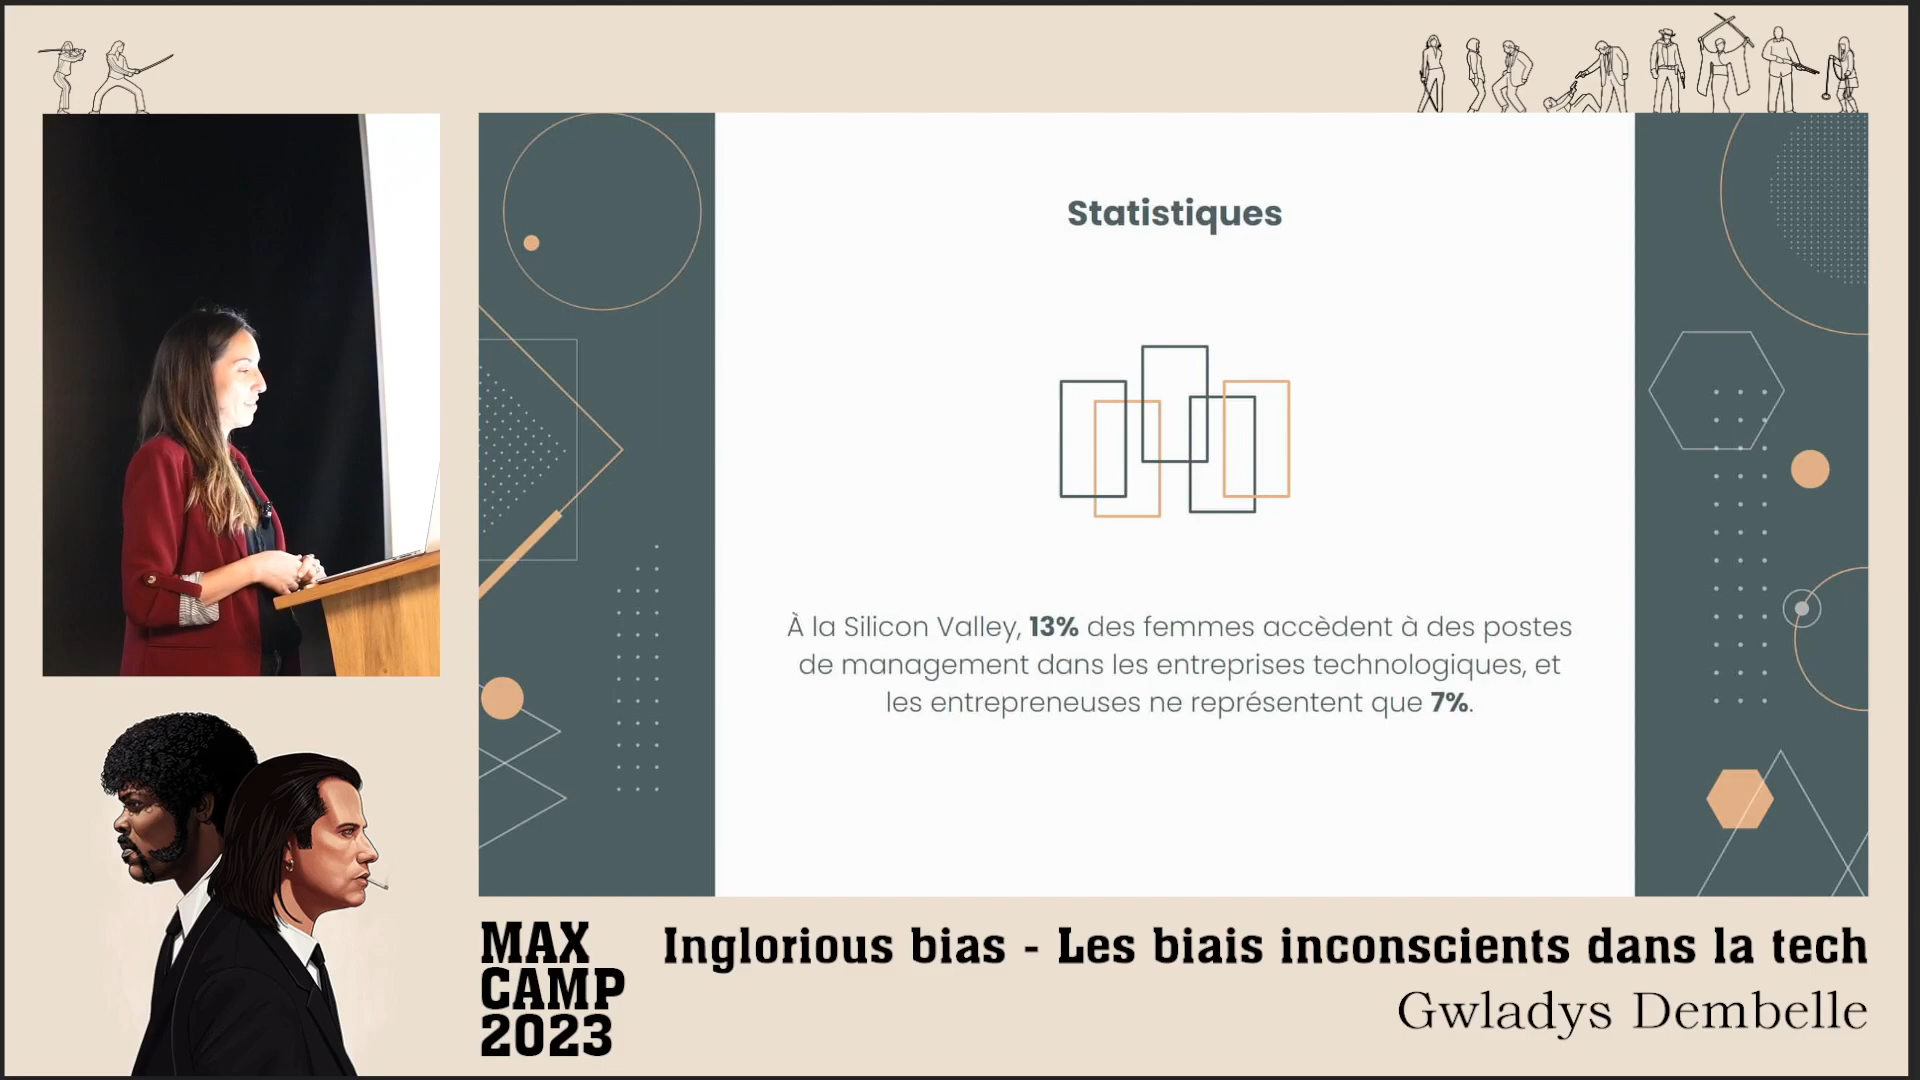 Statistiques
À la Silicon Valley, 13% des femmes accèdent à des postes
de management dans les entreprises technologiques, et
les entrepreneuses ne représentent que 7%.
MAX
CAMP
2023
Inglorious bias - Les biais inconscients dans la tech
Gwladys Dembelle